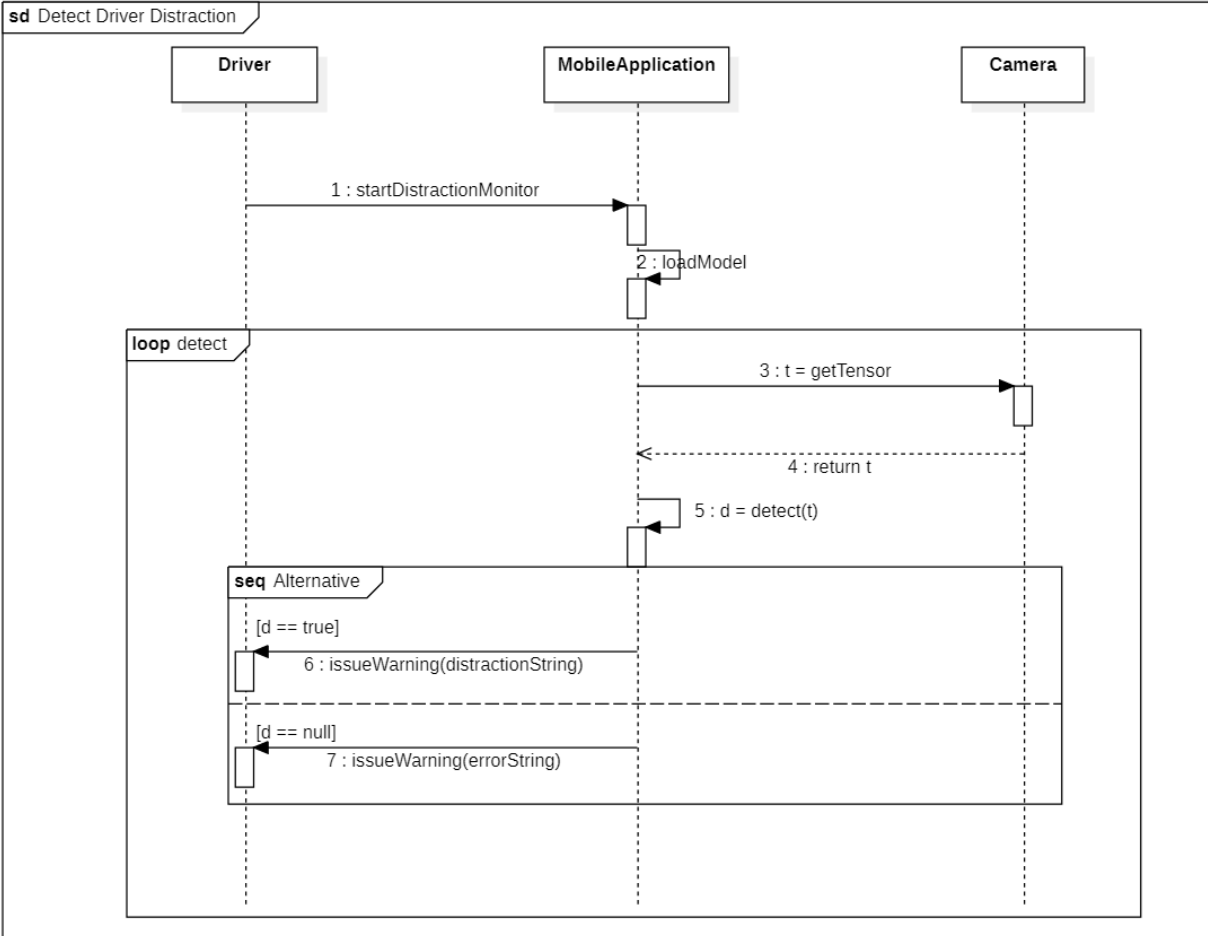 sd Detect Driver Distraction
Driver
MobileApplication
Camera
1 : startDistractionMonitor
2 : loadModel
loop detect
3 : t = getTensor
4 : return t
5 : d = detect(t)
seq Alternative
[d == true]
6 : issueWarning(distractionString)
[d == null]
7 : issueWarning(errorString)